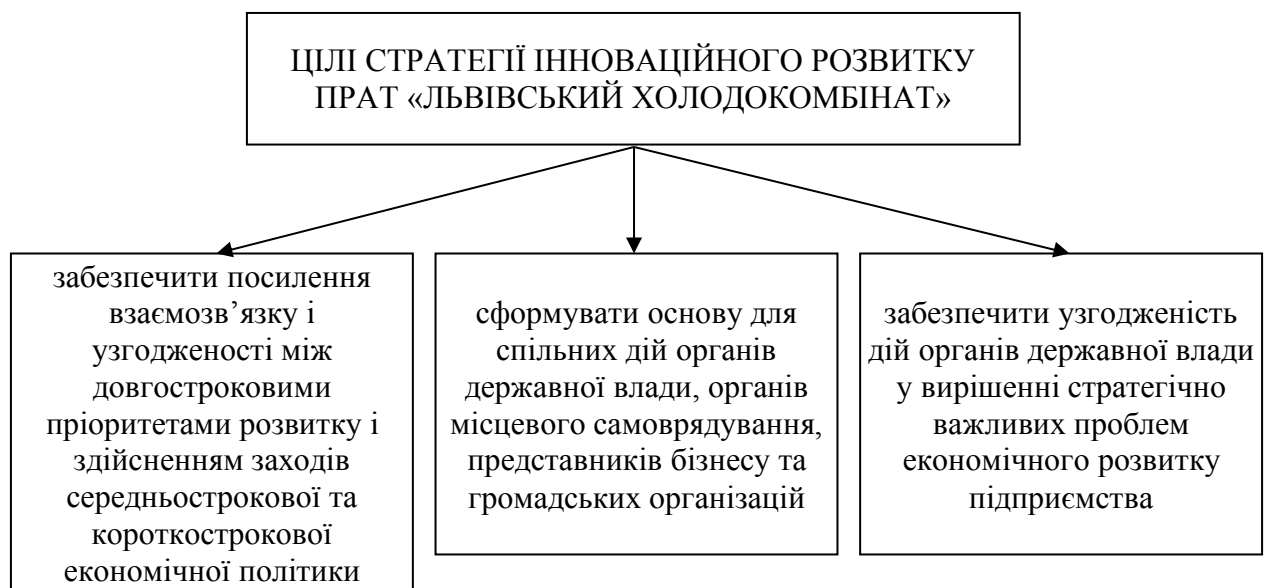 ЦІЛІ СТРАТЕГІЇ ІННОВАЦІЙНОГО РОЗВИТКУ
ПРАТ «ЛЬВІВСЬКИЙ ХОЛОДОКОМБІНАТ»
забезпечити посилення
взаємозв’язку і
узгодженості між
довгостроковими
пріоритетами розвитку і
здійсненням заходів
середньострокової та
короткострокової
економічної політики
сформувати основу для
спільних дій органів
державної влади, органів
місцевого самоврядування,
представників бізнесу та
громадських організацій
забезпечити узгодженість
дій органів державної влади
у вирішенні стратегічно
важливих проблем
економічного розвитку
підприємства